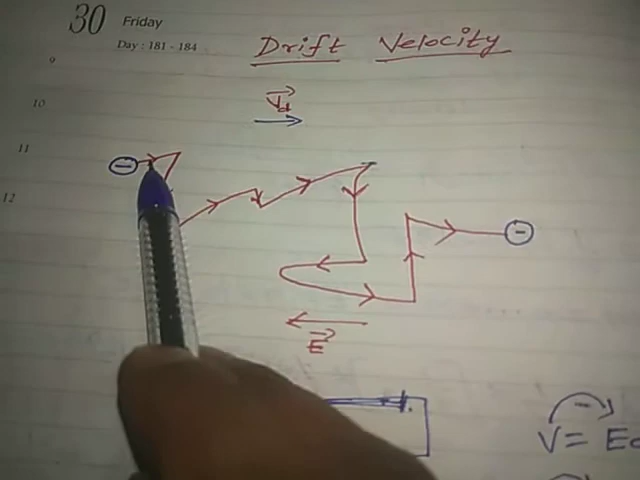 30 Friday
Day : 181 - 184
Drift Velocity
9
10
Vd
11
12
E
V = Ed